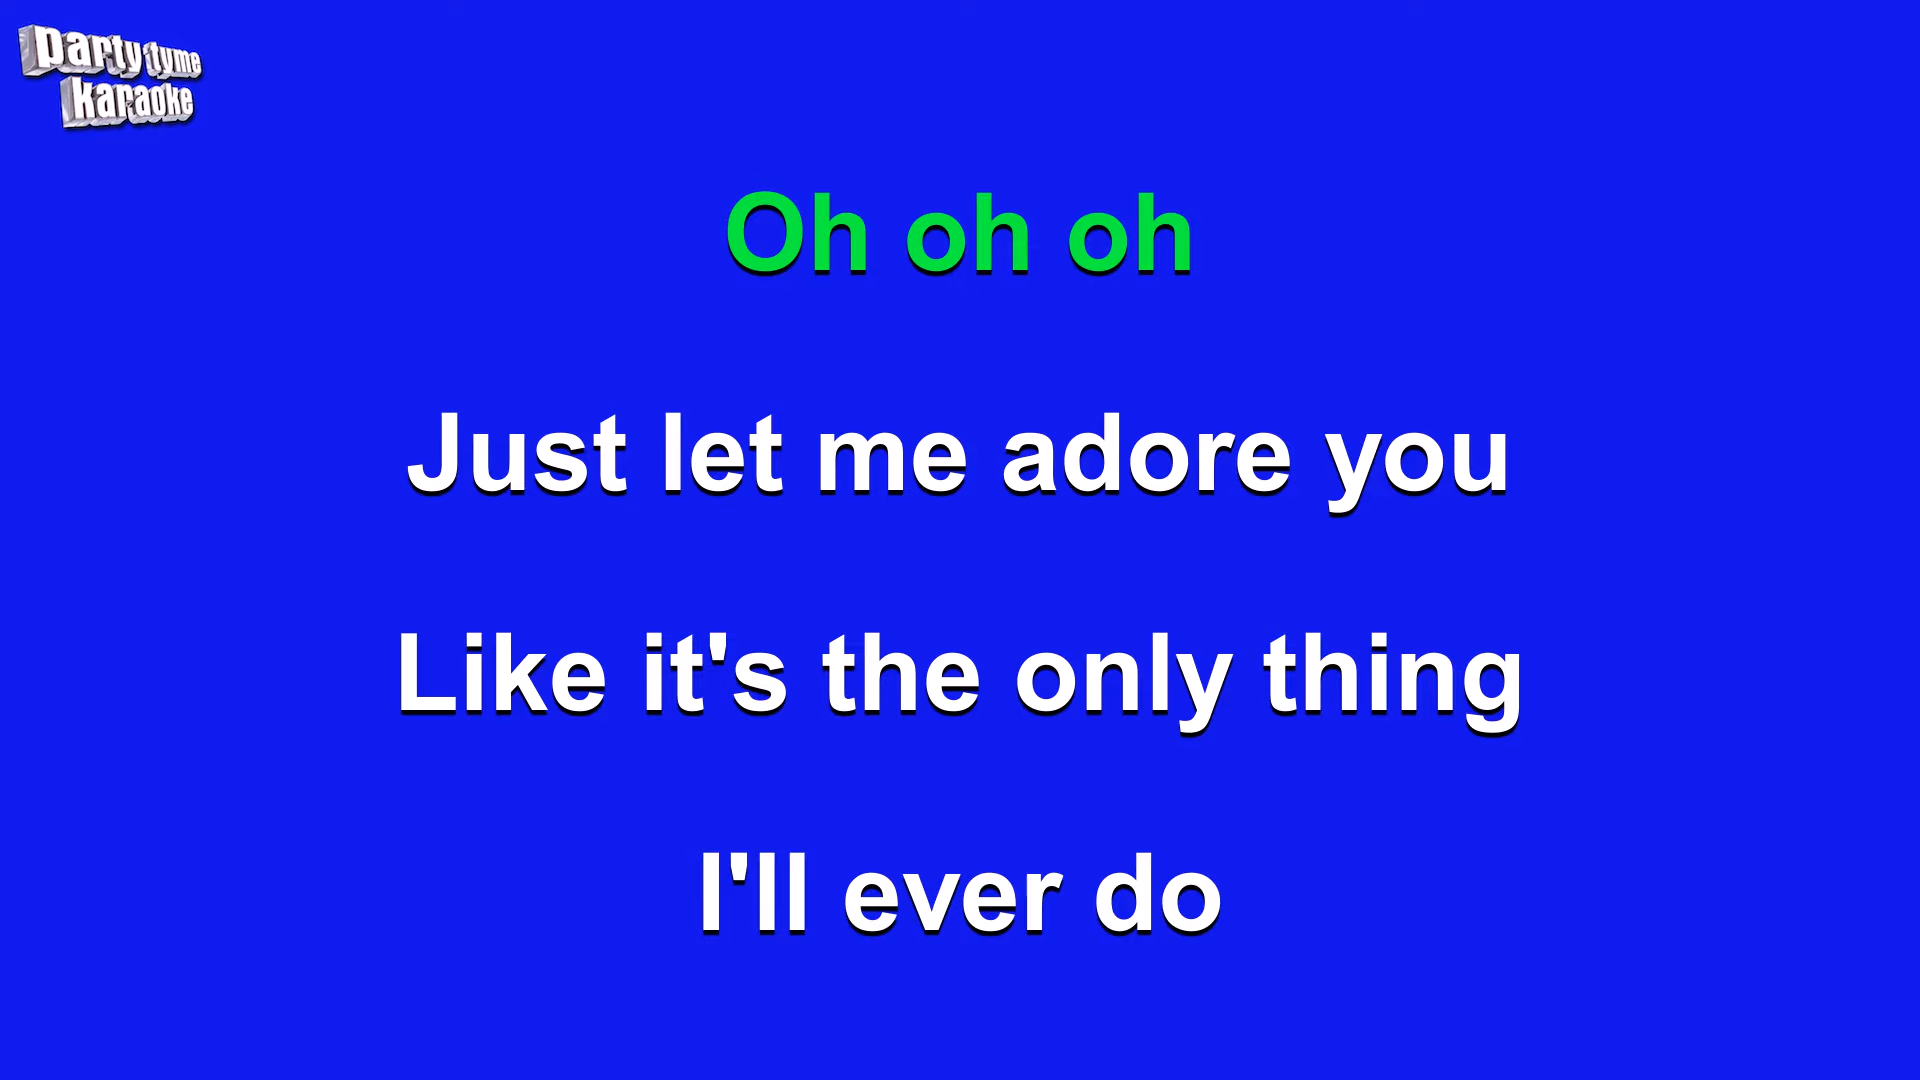 party tyme
karaoke
Oh oh oh
Just let me adore you
Like it's the only thing
I'll ever do